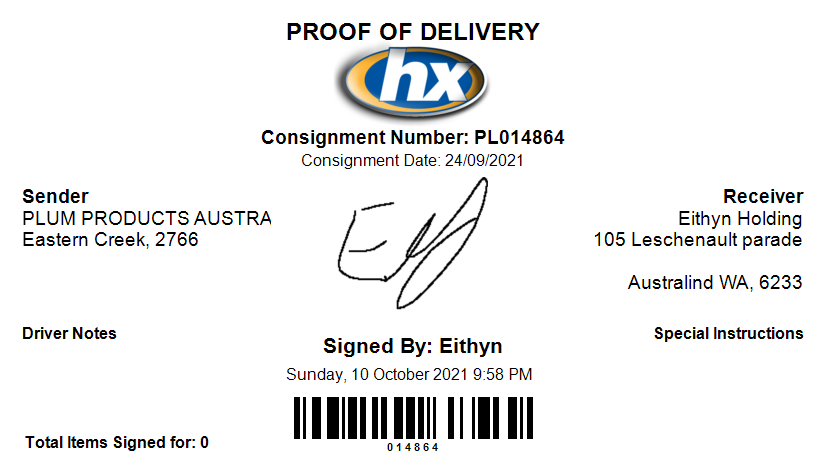 PROOF OF DELIVERY
hx
Consignment Number: PL014864
Consignment Date: 24/09/2021
Sender
PLUM PRODUCTS AUSTRA
Eastern Creek, 2766
Receiver
Eithyn Holding
105 Leschenault parade
Australind WA, 6233
Driver Notes
Special Instructions
Signed By: Eithyn
Sunday, 10 October 2021 9:58 PM
014864
Total Items Signed for: 0